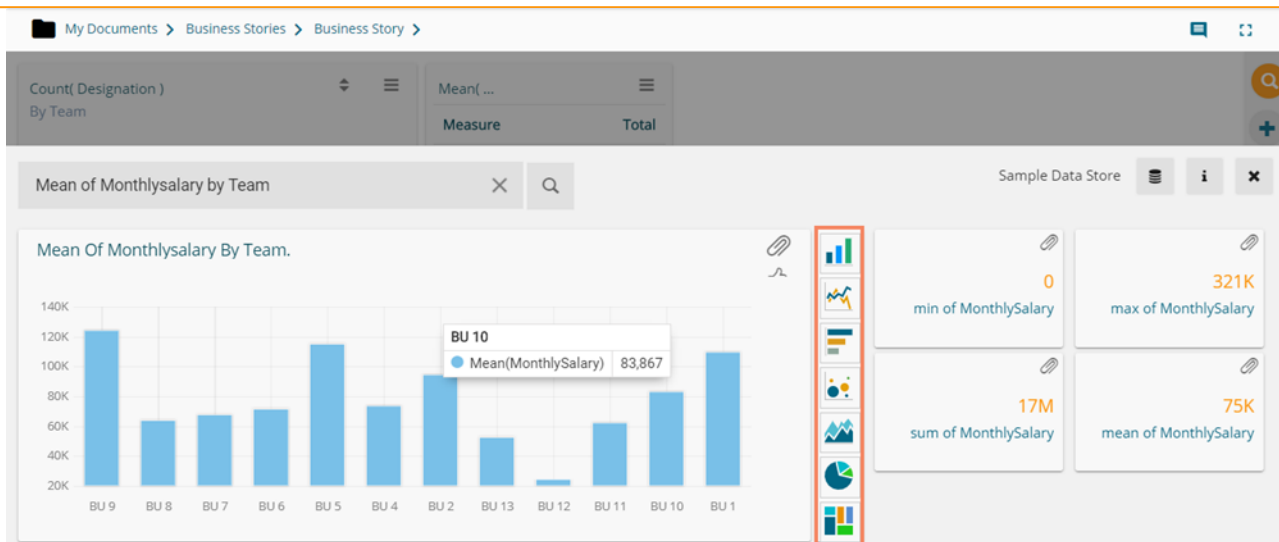 My Documents > Business Stories > Business Story >
Count( Designation )
By Team
Mean( ...
Measure Total
Mean of Monthlysalary by Team
Sample Data Store
Mean Of Monthlysalary By Team.
140K
120K
100K
80K
60K
40K
20K
BU 9 BU 8 BU 7 BU 6 BU 5 BU 4 BU 2 BU 13 BU 12 BU 11 BU 10 BU 1
BU 10
Mean(MonthlySalary) 83,867
0
min of MonthlySalary
321K
max of MonthlySalary
17M
sum of MonthlySalary
75K
mean of MonthlySalary